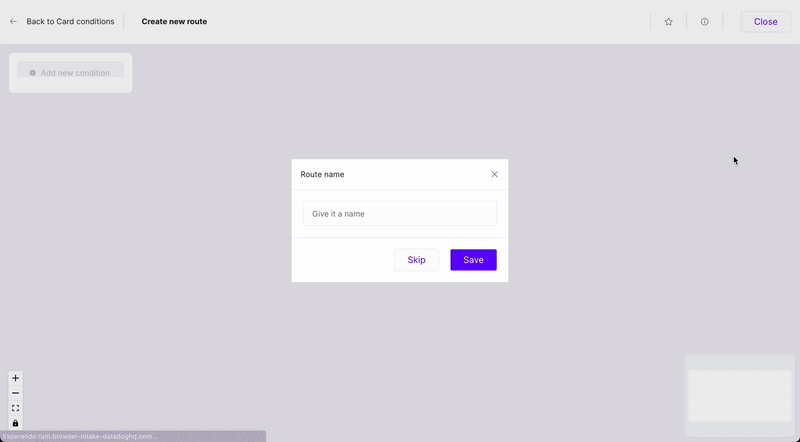 Back to Card conditions
Create new route
Close
Add new condition
Route name
Give it a name
Skip
Save
Esperando rum.browser-intake-datadoghq.com...